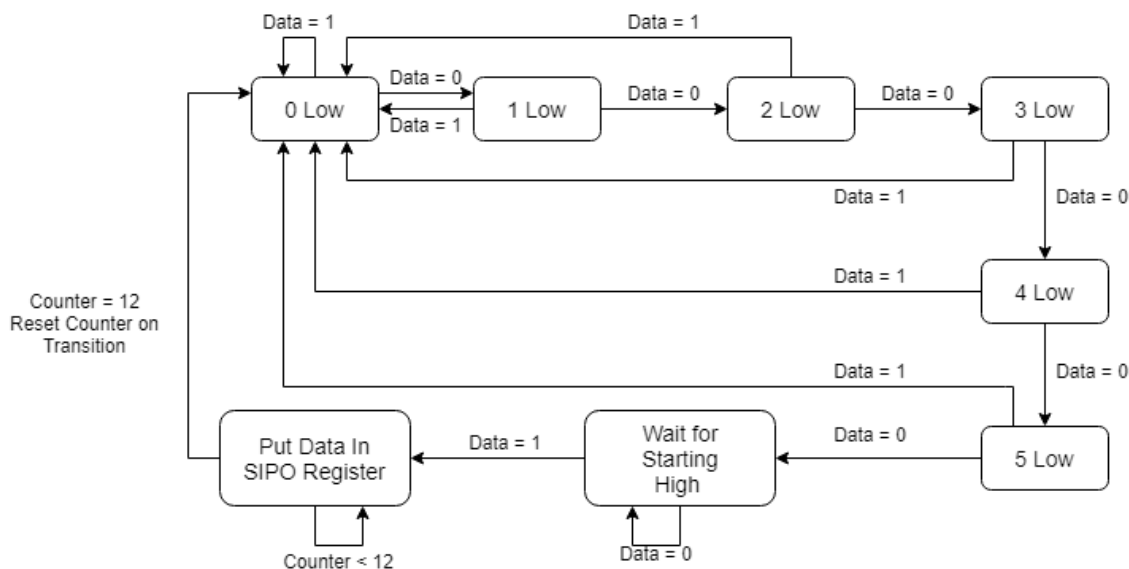 Data = 1
Data = 1
Data = 0
0 Low
1 Low
Data = 0
2 Low
Data = 0
3 Low
Data = 1
Data = 1
Data = 0
Data = 1
4 Low
Counter = 12
Reset Counter on
Transition
Data = 1
Data = 0
Put Data In
SIPO Register
Data = 1
Wait for
Starting
High
Data = 0
5 Low
Counter < 12
Data = 0